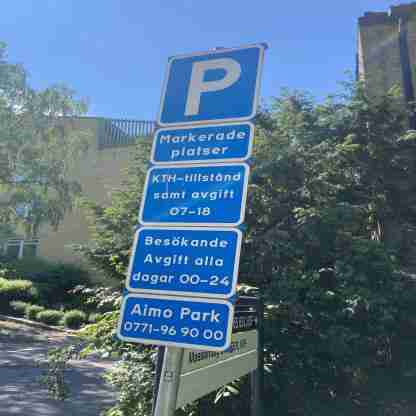 P
Markerade
platser
KTH-tillstånd
samt avgift
07-18
Besökande
Avgift alla
dagar 00-24
Aimo Park
0771-96 90 00